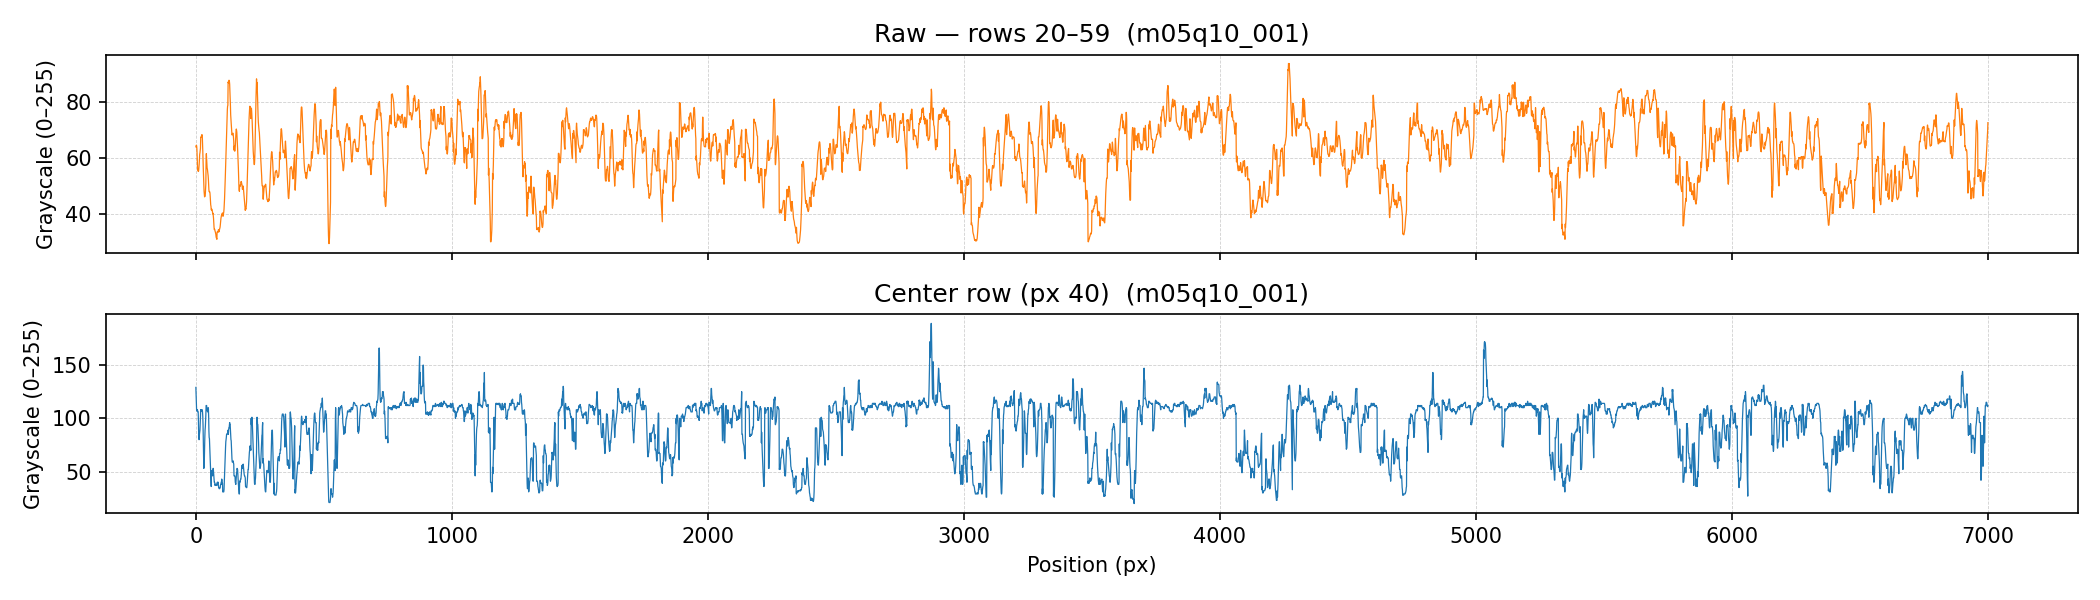 Raw — rows 20–59 (m05q10_001)
Grayscale (0–255)
80
60
40
Center row (px 40) (m05q10_001)
Grayscale (0–255)
150
100
50
0 1000 2000 3000 4000 5000 6000 7000
Position (px)